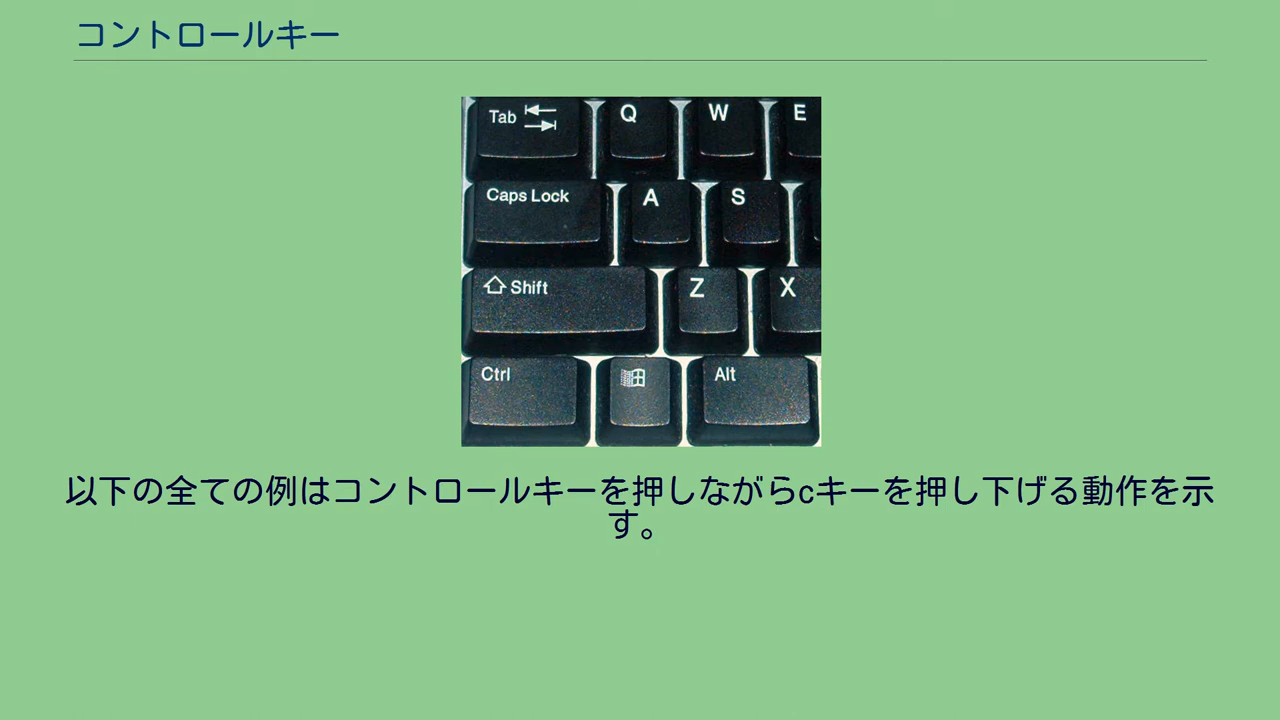 コントロールキー
Tab Q W E
Caps Lock A S
Shift Z X
Ctrl Alt
以下の全ての例はコントロールキーを押しながらcキーを押し下げる動作を示
す。